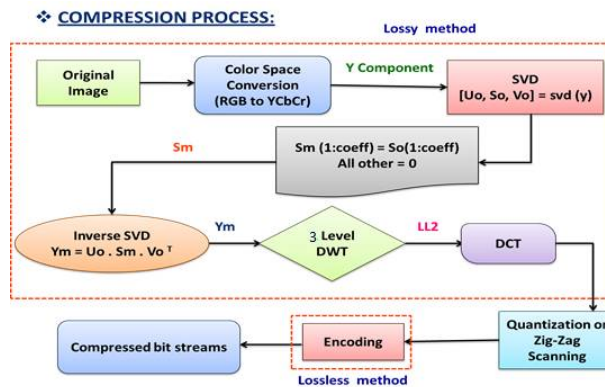 ❖ COMPRESSION PROCESS:
Lossy method
Original
Image
Color Space
Conversion
(RGB to YCbCr)
Y Component
SVD
[Uo, So, Vo] = svd (y)
Sm
Sm (1:coeff) = So(1:coeff)
All other = 0
Inverse SVD
Ym = Uo . Sm . Vo ᵀ
Ym
3 Level
DWT
LL2
DCT
Quantization or
Zig-Zag
Scanning
Encoding
Compressed bit streams
Lossless method